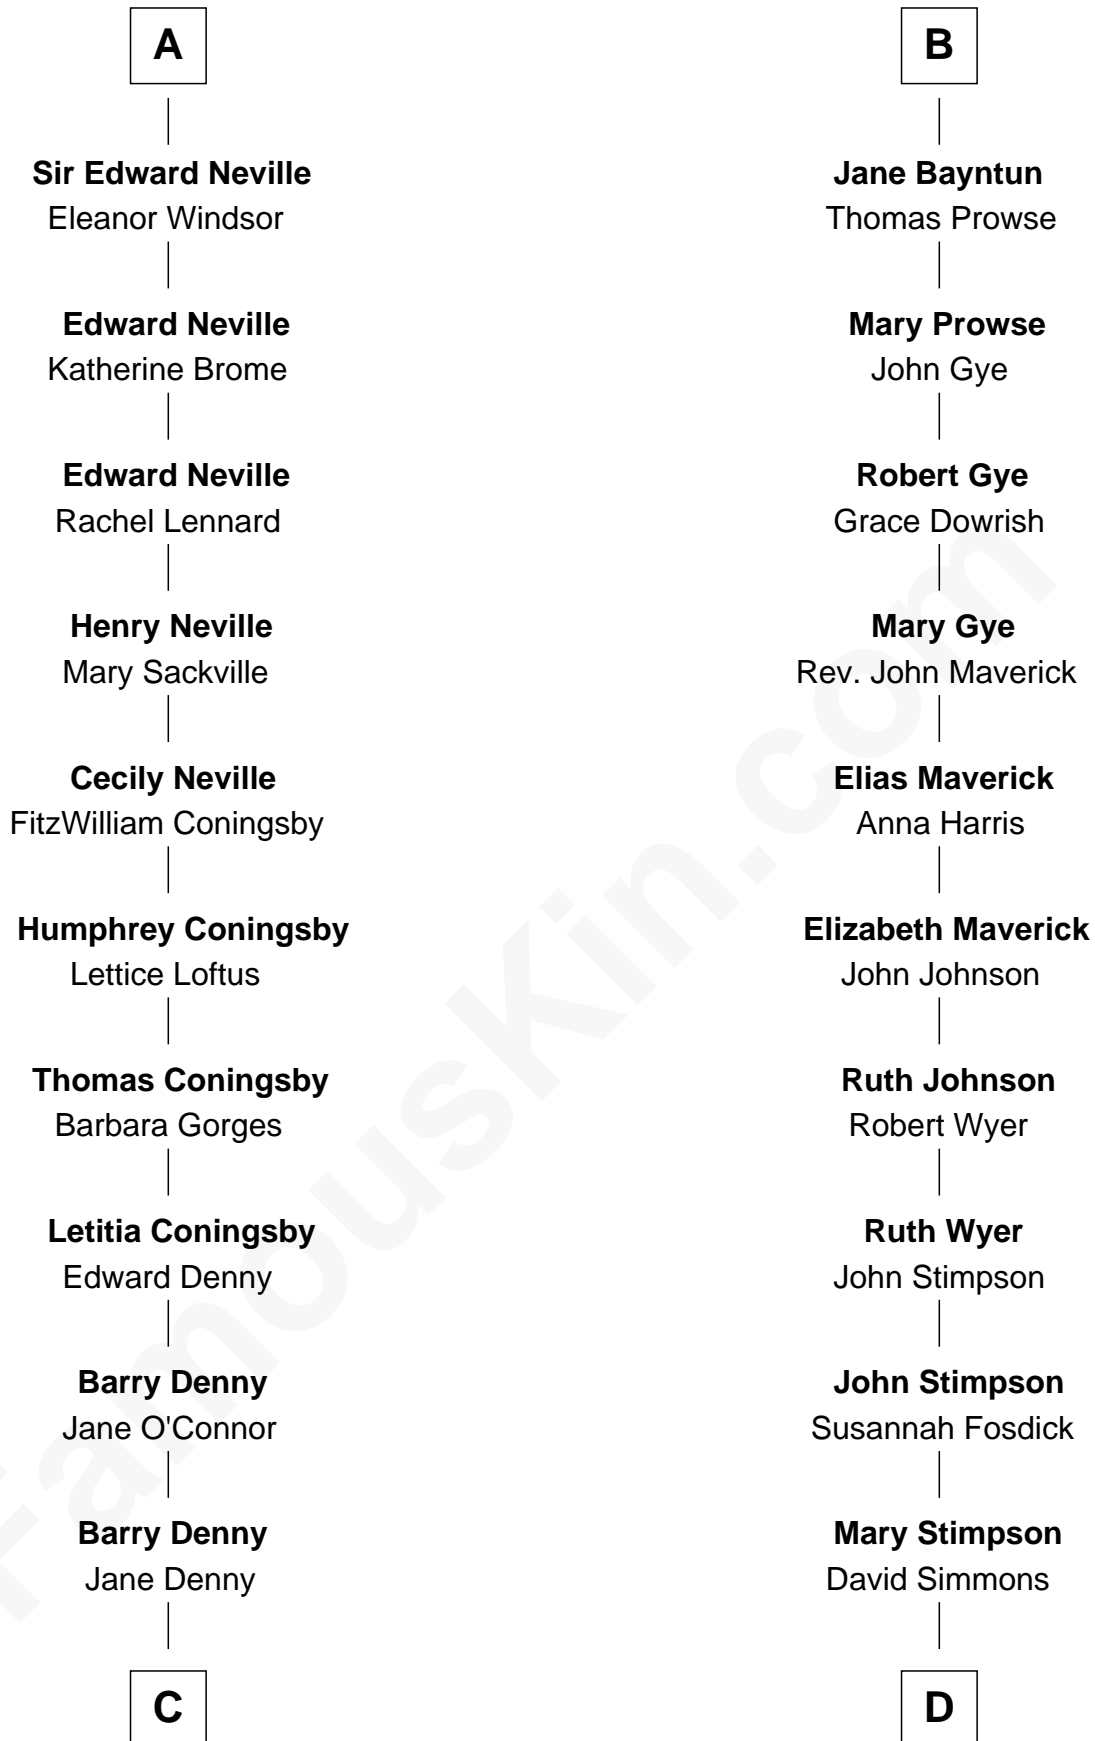 A
Sir Edward Neville
Eleanor Windsor
Edward Neville
Katherine Brome
Edward Neville
Rachel Lennard
Henry Neville
Mary Sackville
Cecily Neville
FitzWilliam Coningsby
Humphrey Coningsby
Lettice Loftus
Thomas Coningsby
Barbara Gorges
Letitia Coningsby
Edward Denny
Barry Denny
Jane O'Connor
Barry Denny
Jane Denny
C
B
Jane Bayntun
Thomas Prowse
Mary Prowse
John Gye
Robert Gye
Grace Dowrish
Mary Gye
Rev. John Maverick
Elias Maverick
Anna Harris
Elizabeth Maverick
John Johnson
Ruth Johnson
Robert Wyer
Ruth Wyer
John Stimpson
John Stimpson
Susannah Fosdick
Mary Stimpson
David Simmons
D
FamousKin.com